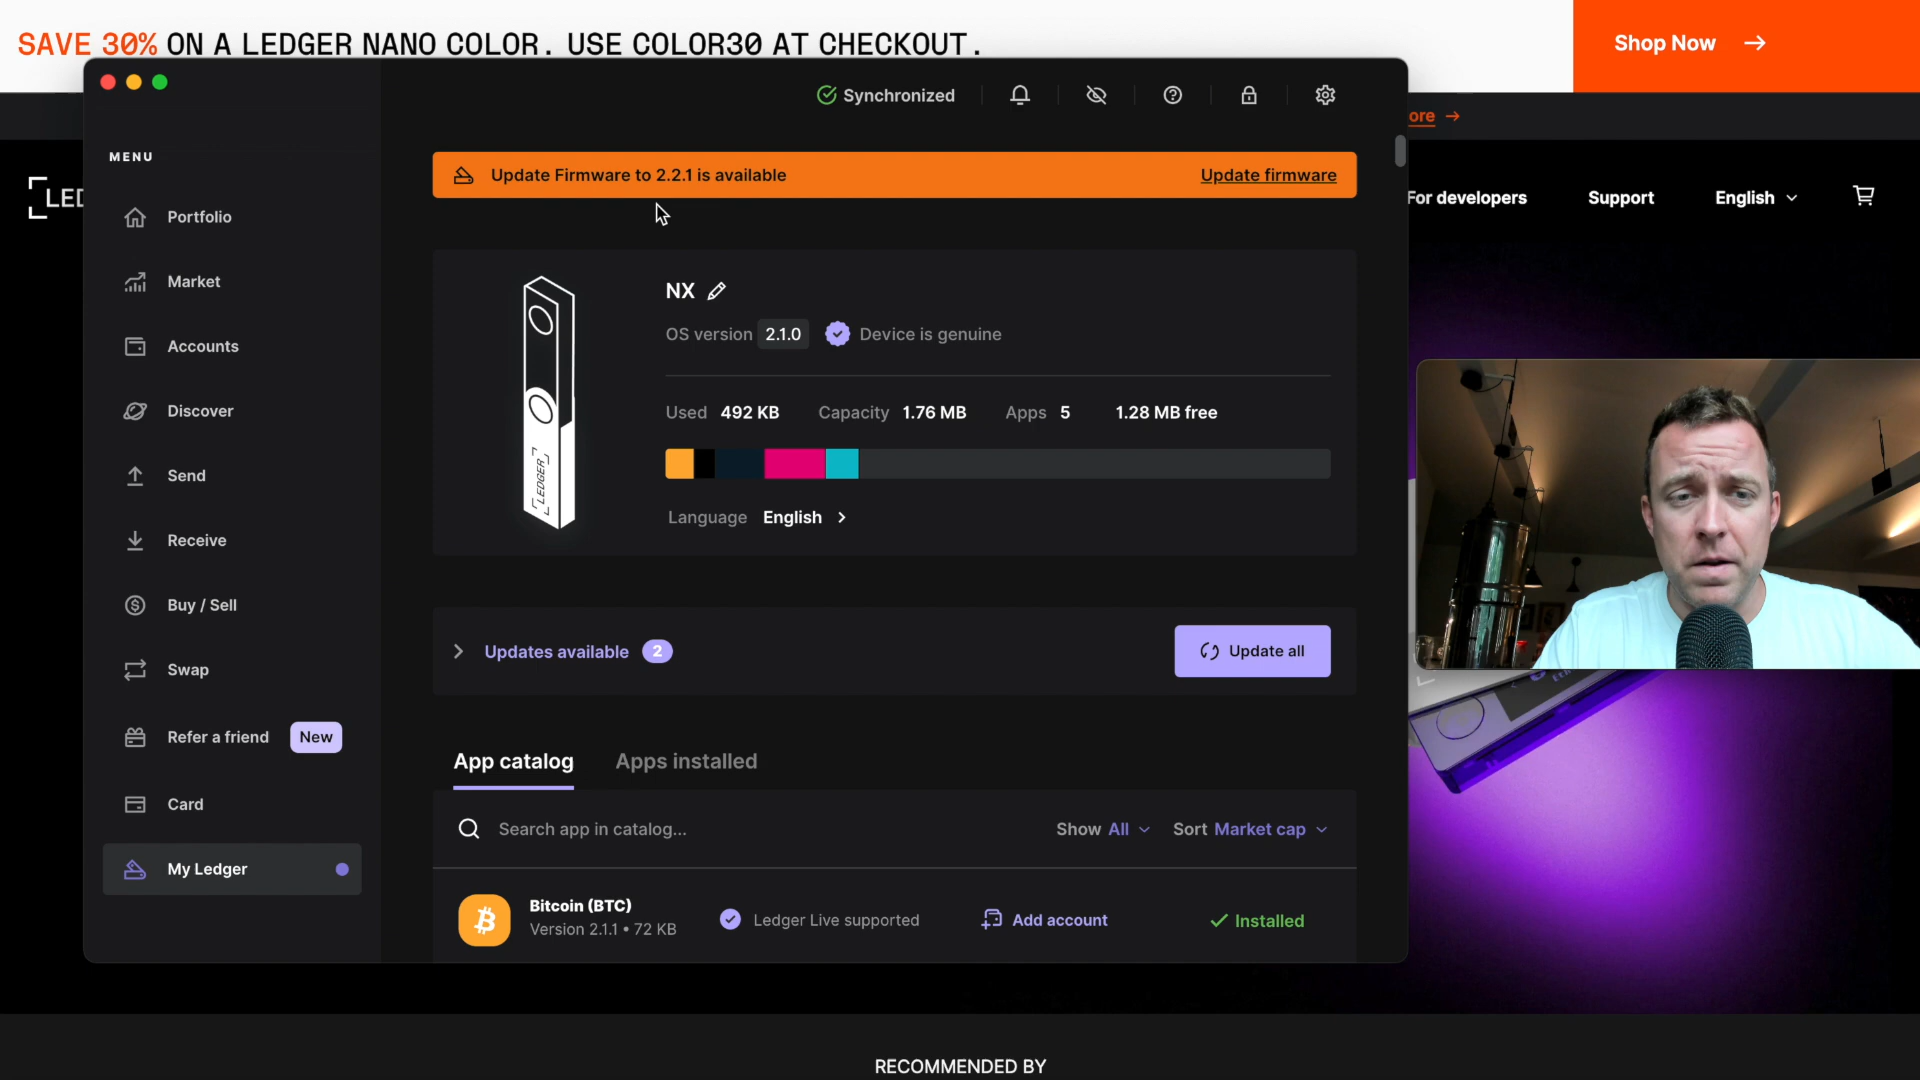 SAVE 30% ON A LEDGER NANO COLOR. USE COLOR30 AT CHECKOUT.
Shop Now →
Synchronized
ore →
MENU
Update Firmware to 2.2.1 is available
Update firmware
LED
For developers
Support
English
Portfolio
Market
Accounts
Discover
Send
Receive
Buy / Sell
Swap
Refer a friend New
Card
My Ledger
NX
OS version 2.1.0 Device is genuine
Used 492 KB Capacity 1.76 MB Apps 5 1.28 MB free
LEDGER
Language English
Updates available 2
Update all
App catalog
Apps installed
Search app in catalog...
Show All
Sort Market cap
Bitcoin (BTC)
Version 2.1.1 • 72 KB
Ledger Live supported
Add account
Installed
RECOMMENDED BY